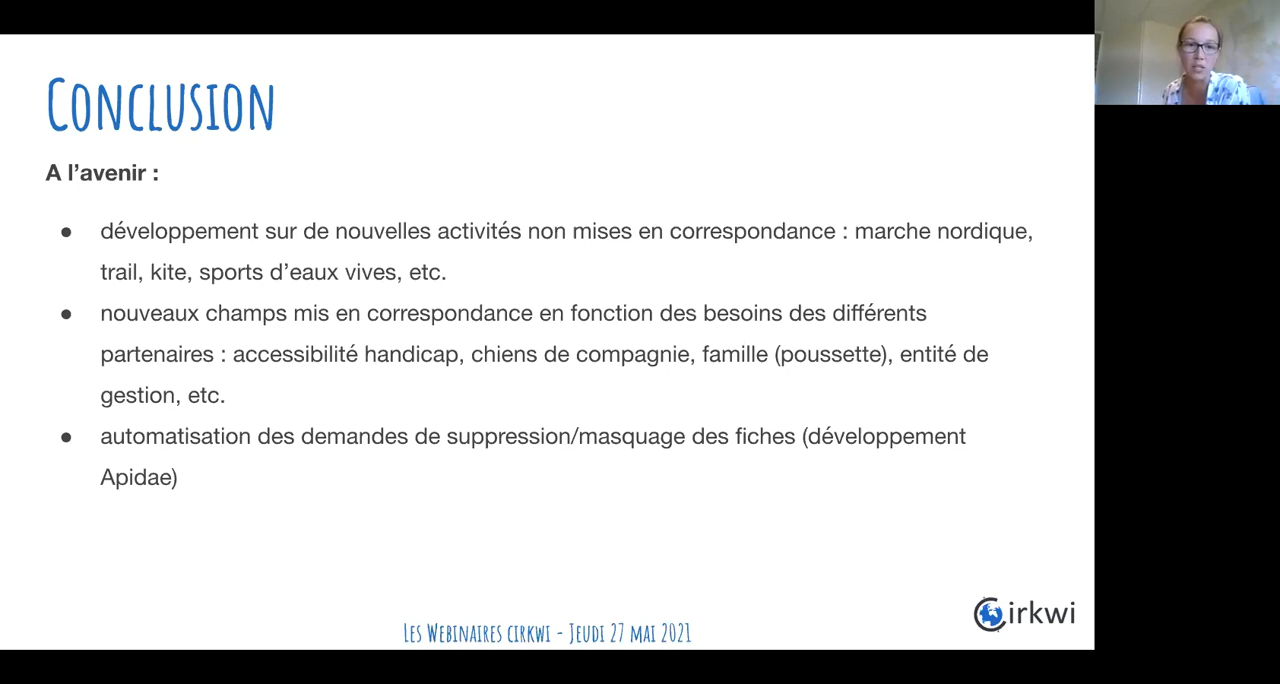 CONCLUSION
A l’avenir :
● développement sur de nouvelles activités non mises en correspondance : marche nordique,
trail, kite, sports d’eaux vives, etc.
● nouveaux champs mis en correspondance en fonction des besoins des différents
partenaires : accessibilité handicap, chiens de compagnie, famille (poussette), entité de
gestion, etc.
● automatisation des demandes de suppression/masquage des fiches (développement
Apidae)
Cirkwi
LES WEBINAIRES CIRKWI - JEUDI 27 MAI 2021